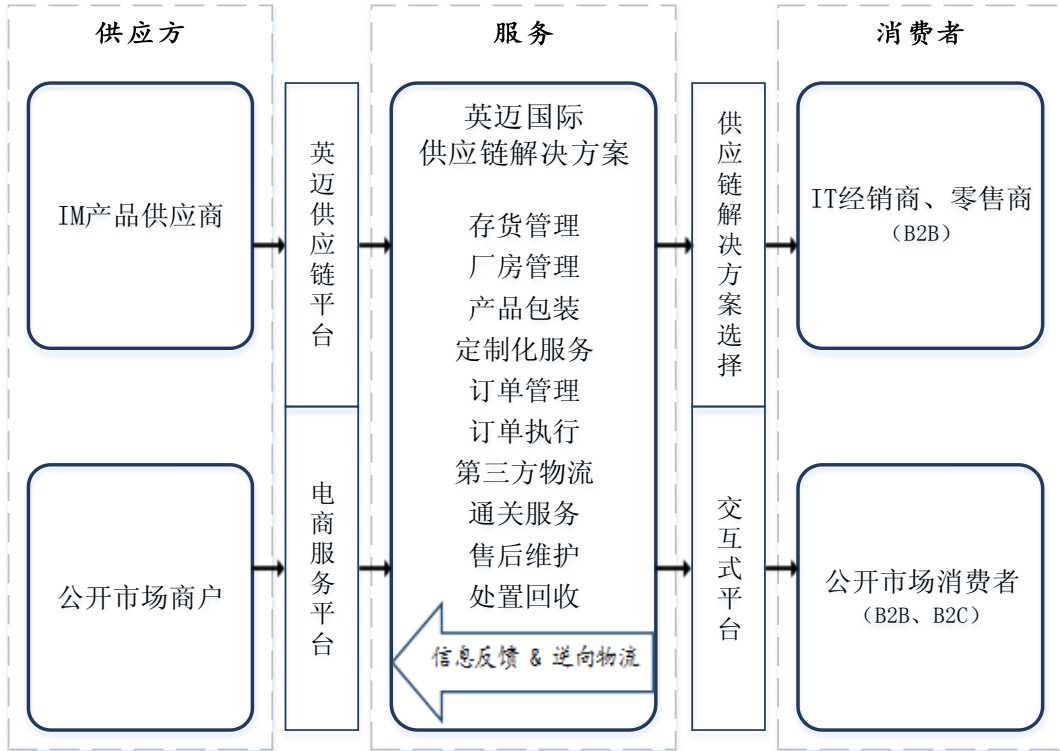 供应方
服务
消费者
IM产品供应商
公开市场商户
英迈供应链平台
电商服务平台
英迈国际
供应链解决方案
存货管理
厂房管理
产品包装
定制化服务
订单管理
订单执行
第三方物流
通关服务
售后维护
处置回收
信息反馈 & 逆向物流
供应链解决方案选择
交互式平台
IT经销商、零售商
（B2B）
公开市场消费者
（B2B、B2C）